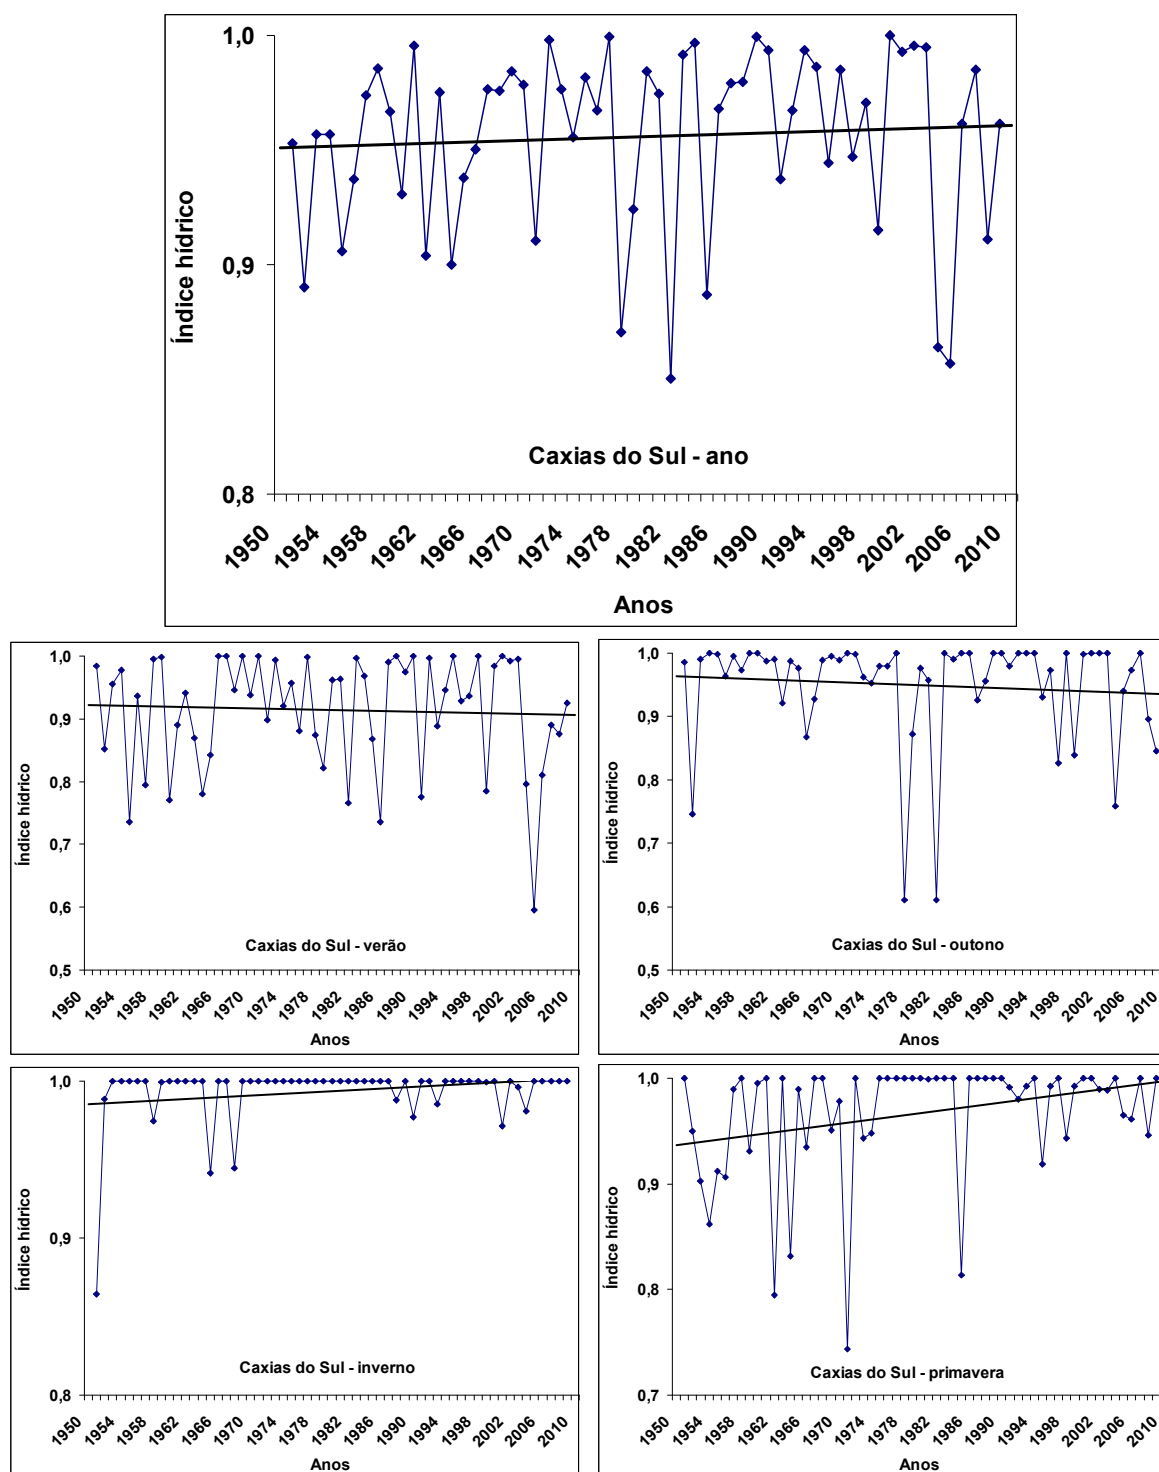 Índice hídrico
1,0
0,9
0,8
Caxias do Sul - ano
1950 1954 1958 1962 1966 1970 1974 1978 1982 1986 1990 1994 1998 2002 2006 2010
Anos
Índice hídrico
1,0
0,9
0,8
0,7
0,6
0,5
Caxias do Sul - verão
1950 1954 1958 1962 1966 1970 1974 1978 1982 1986 1990 1994 1998 2002 2006 2010
Anos
Índice hídrico
1,0
0,9
0,8
0,7
0,6
0,5
Caxias do Sul - outono
1950 1954 1958 1962 1966 1970 1974 1978 1982 1986 1990 1994 1998 2002 2006 2010
Anos
Índice hídrico
1,0
0,9
0,8
Caxias do Sul - inverno
1950 1954 1958 1962 1966 1970 1974 1978 1982 1986 1990 1994 1998 2002 2006 2010
Anos
Índice hídrico
1,0
0,9
0,8
0,7
Caxias do Sul - primavera
1950 1954 1958 1962 1966 1970 1974 1978 1982 1986 1990 1994 1998 2002 2006 2010
Anos